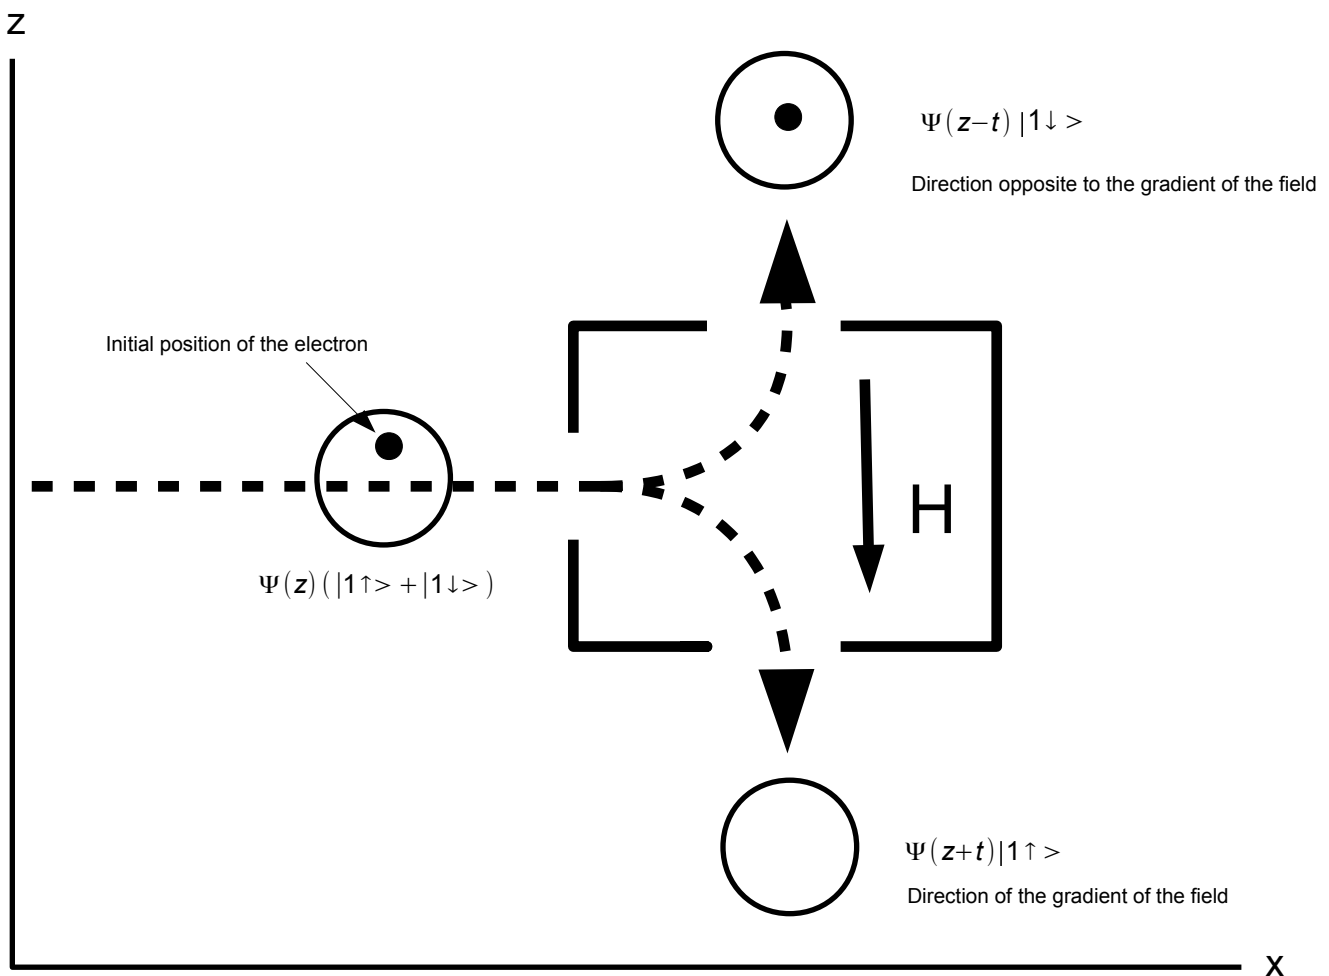 z
Ψ(z−t) |1↓ >
Direction opposite to the gradient of the field
Initial position of the electron
H
Ψ(z)(|1↑> + |1↓>)
Ψ(z+t)|1↑ >
Direction of the gradient of the field
x